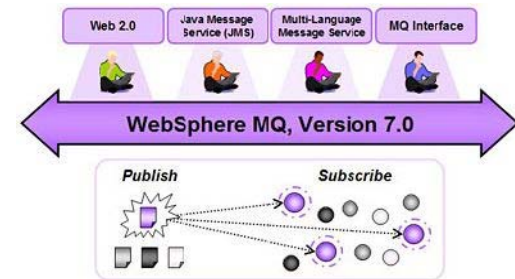 Web 2.0
Java Message
Service (JMS)
Multi-Language
Message Service
MQ Interface
WebSphere MQ, Version 7.0
Publish
Subscribe